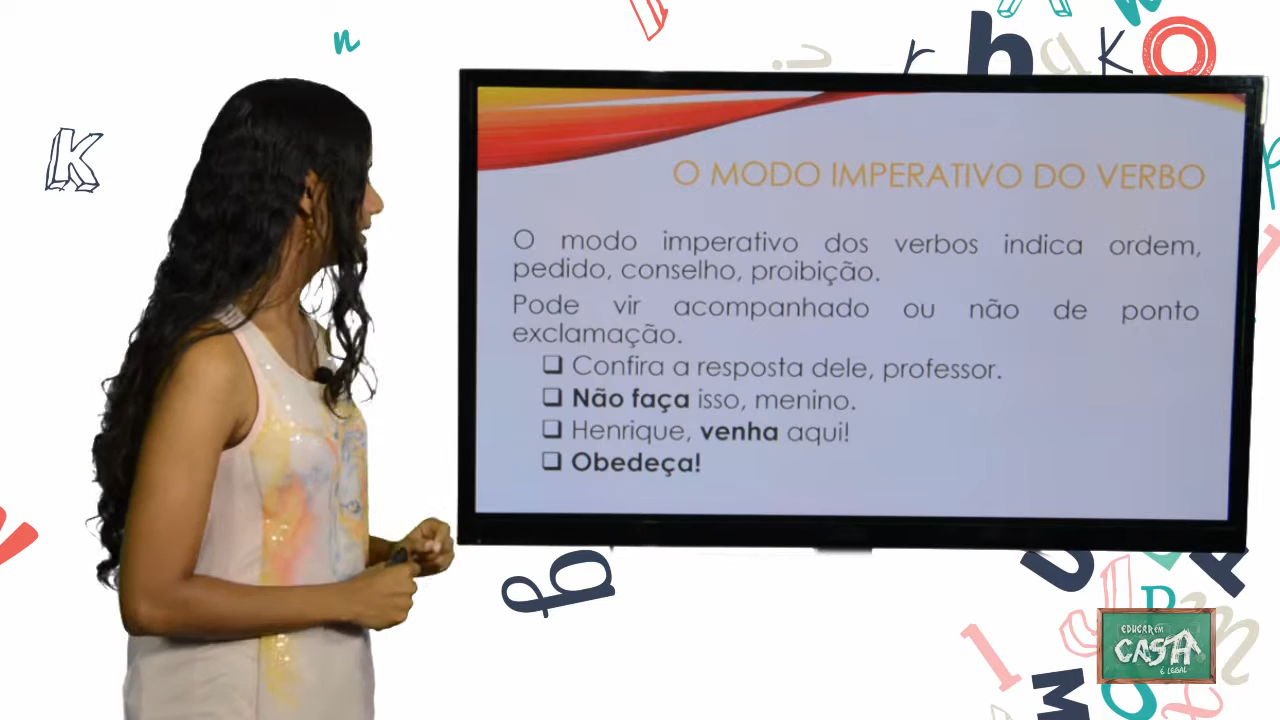 O MODO IMPERATIVO DO VERBO
O modo imperativo dos verbos indica ordem,
pedido, conselho, proibição.
Pode vir acompanhado ou não de ponto
exclamação.
❑ Confira a resposta dele, professor.
❑ Não faça isso, menino.
❑ Henrique, venha aqui!
❑ Obedeça!
EDUCAR EM
CASA
É LEGAL